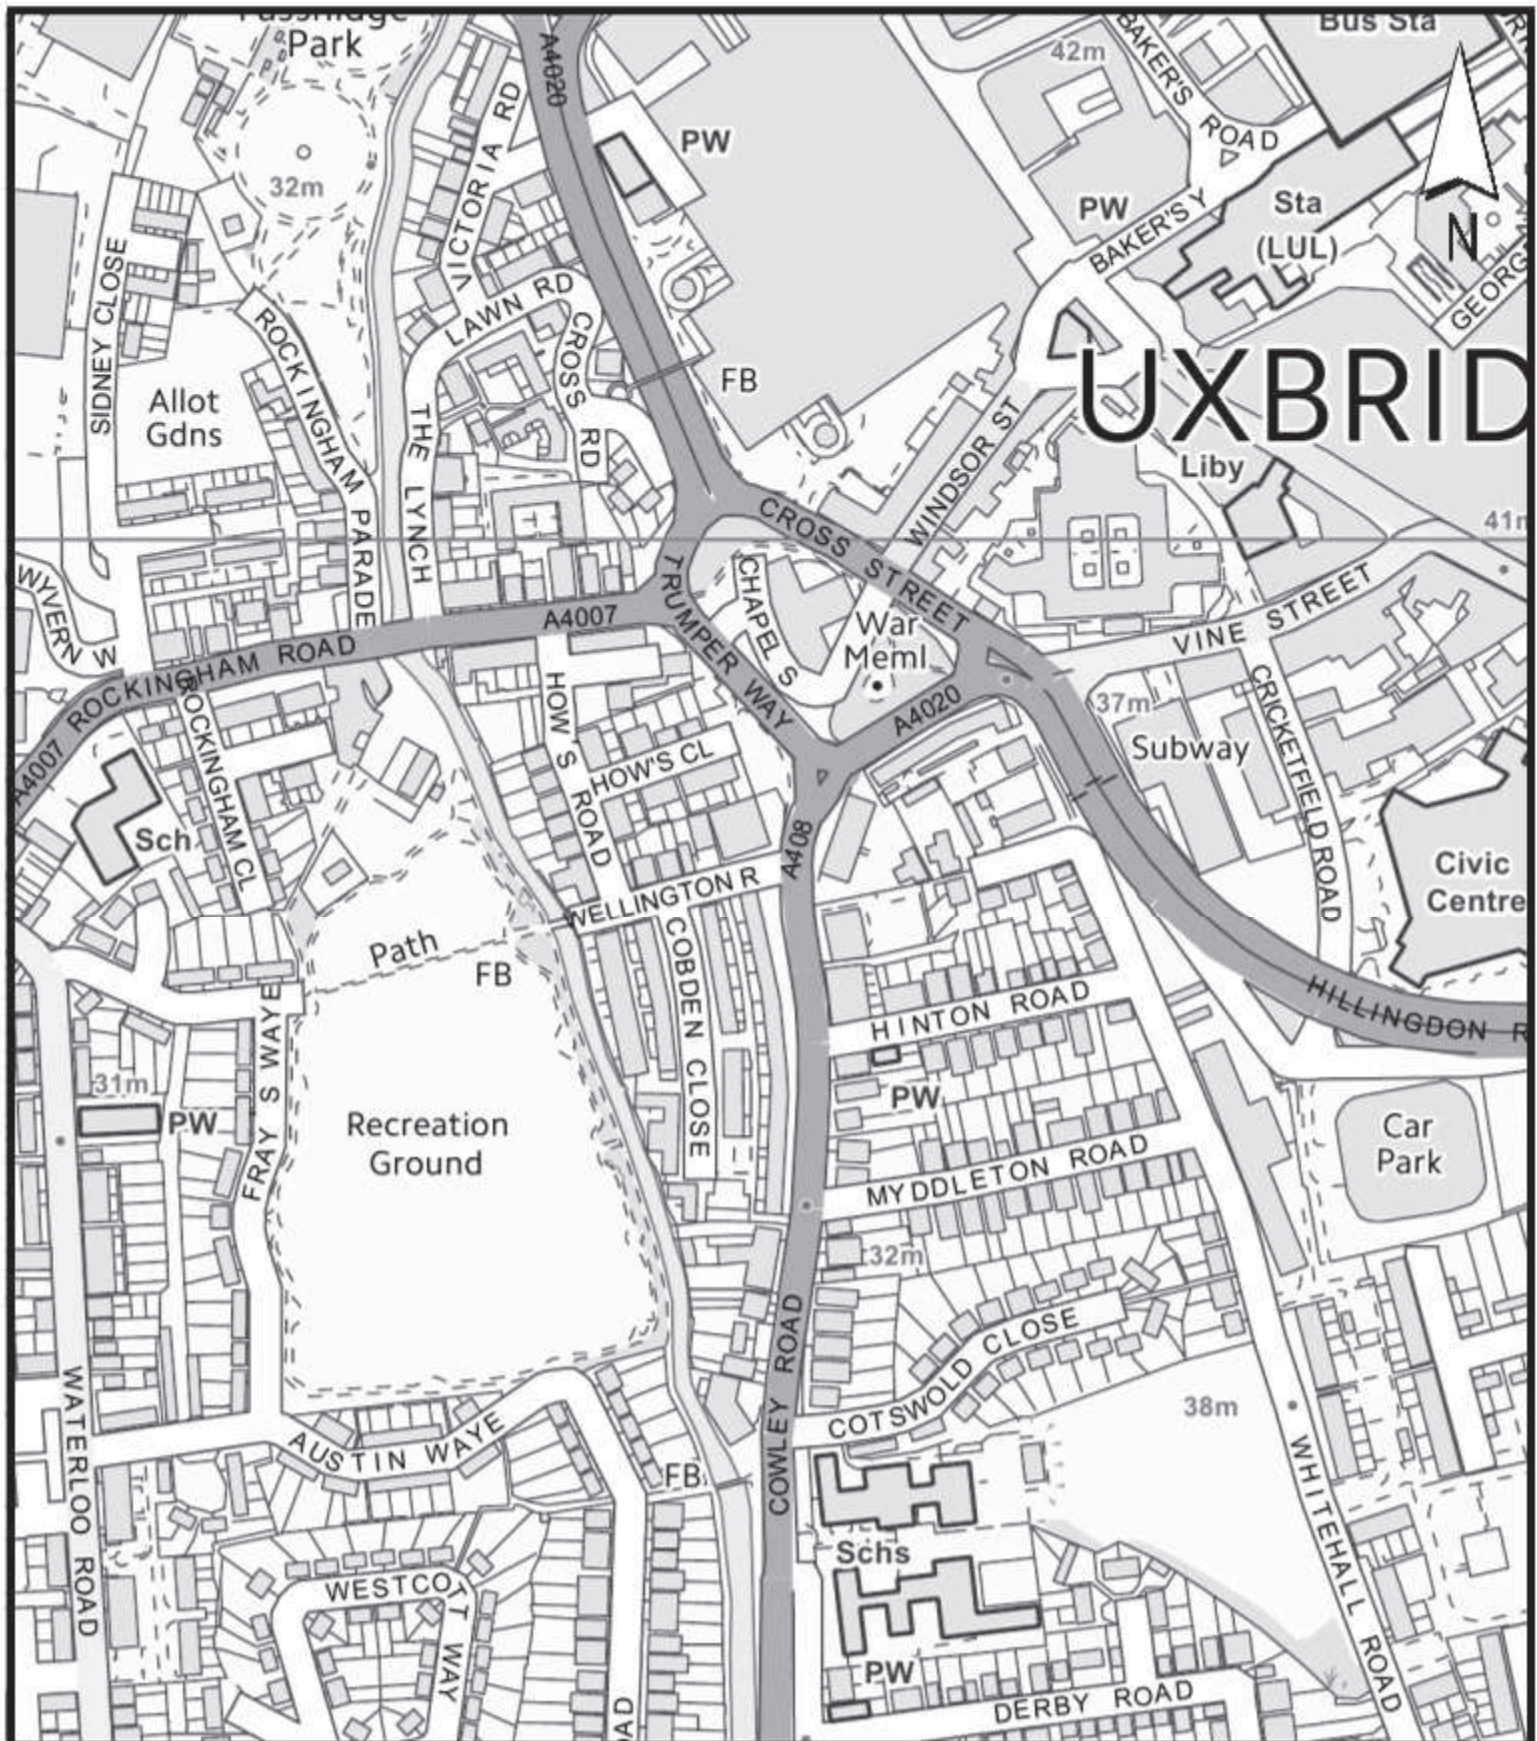 Park
A4020
42m
BAKER'S ROAD
Bus Sta
PW
VICTORIA RD
32m
PW
BAKER'S Y
Sta
(LUL)
N
SIDNEY CLOSE
LAWN RD
CROSS RD
ROCKINGHAM PARADE
Allot
Gdns
THE LYNCH
FB
UXBRID
WINDSOR ST
Liby
CROSS STREET
WYVERN W
TRUMPER WAY
CHAPEL S
War
Meml
VINE STREET
A4007
A4007 ROCKINGHAM ROAD
ROCKINGHAM CL
HOW'S ROAD
HOW'S CL
A4020
37m
Subway
CRICKETFIELD ROAD
Sch
A408
WELLINGTON R
Civic
Centre
Path
FB
COBDEN CLOSE
HINTON ROAD
HILLINGDON R
FRAY S WAYE
31m
PW
PW
Recreation
Ground
MYDDLETON ROAD
Car
Park
32m
COTSWOLD CLOSE
COWLEY ROAD
38m
WATERLOO ROAD
AUSTIN WAYE
FB
WHITEHALL ROAD
Schs
WESTCOTT WAY
PW
DERBY ROAD
OAD